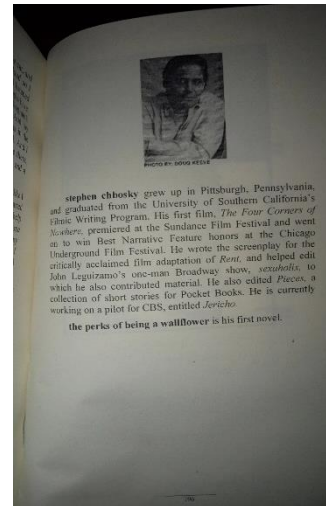 PHOTO BY: DOUG KEEVE
stephen chbosky grew up in Pittsburgh, Pennsylvania,
and graduated from the University of Southern California's
Filmic Writing Program. His first film, The Four Corners of
Nowhere, premiered at the Sundance Film Festival and went
on to win Best Narrative Feature honors at the Chicago
Underground Film Festival. He wrote the screenplay for the
critically acclaimed film adaptation of Rent, and helped edit
John Leguizamo's one-man Broadway show, sexaholix, to
which he also contributed material. He also edited Pieces, a
collection of short stories for Pocket Books. He is currently
working on a pilot for CBS, entitled Jericho.
the perks of being a wallflower is his first novel.